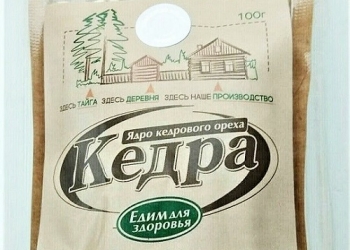 100г
ЗДЕСЬ ТАЙГА ЗДЕСЬ ДЕРЕВНЯ ЗДЕСЬ НАШЕ ПРОИЗВОДСТВО
Ядро кедрового ореха
Кедра
Едим для
здоровья